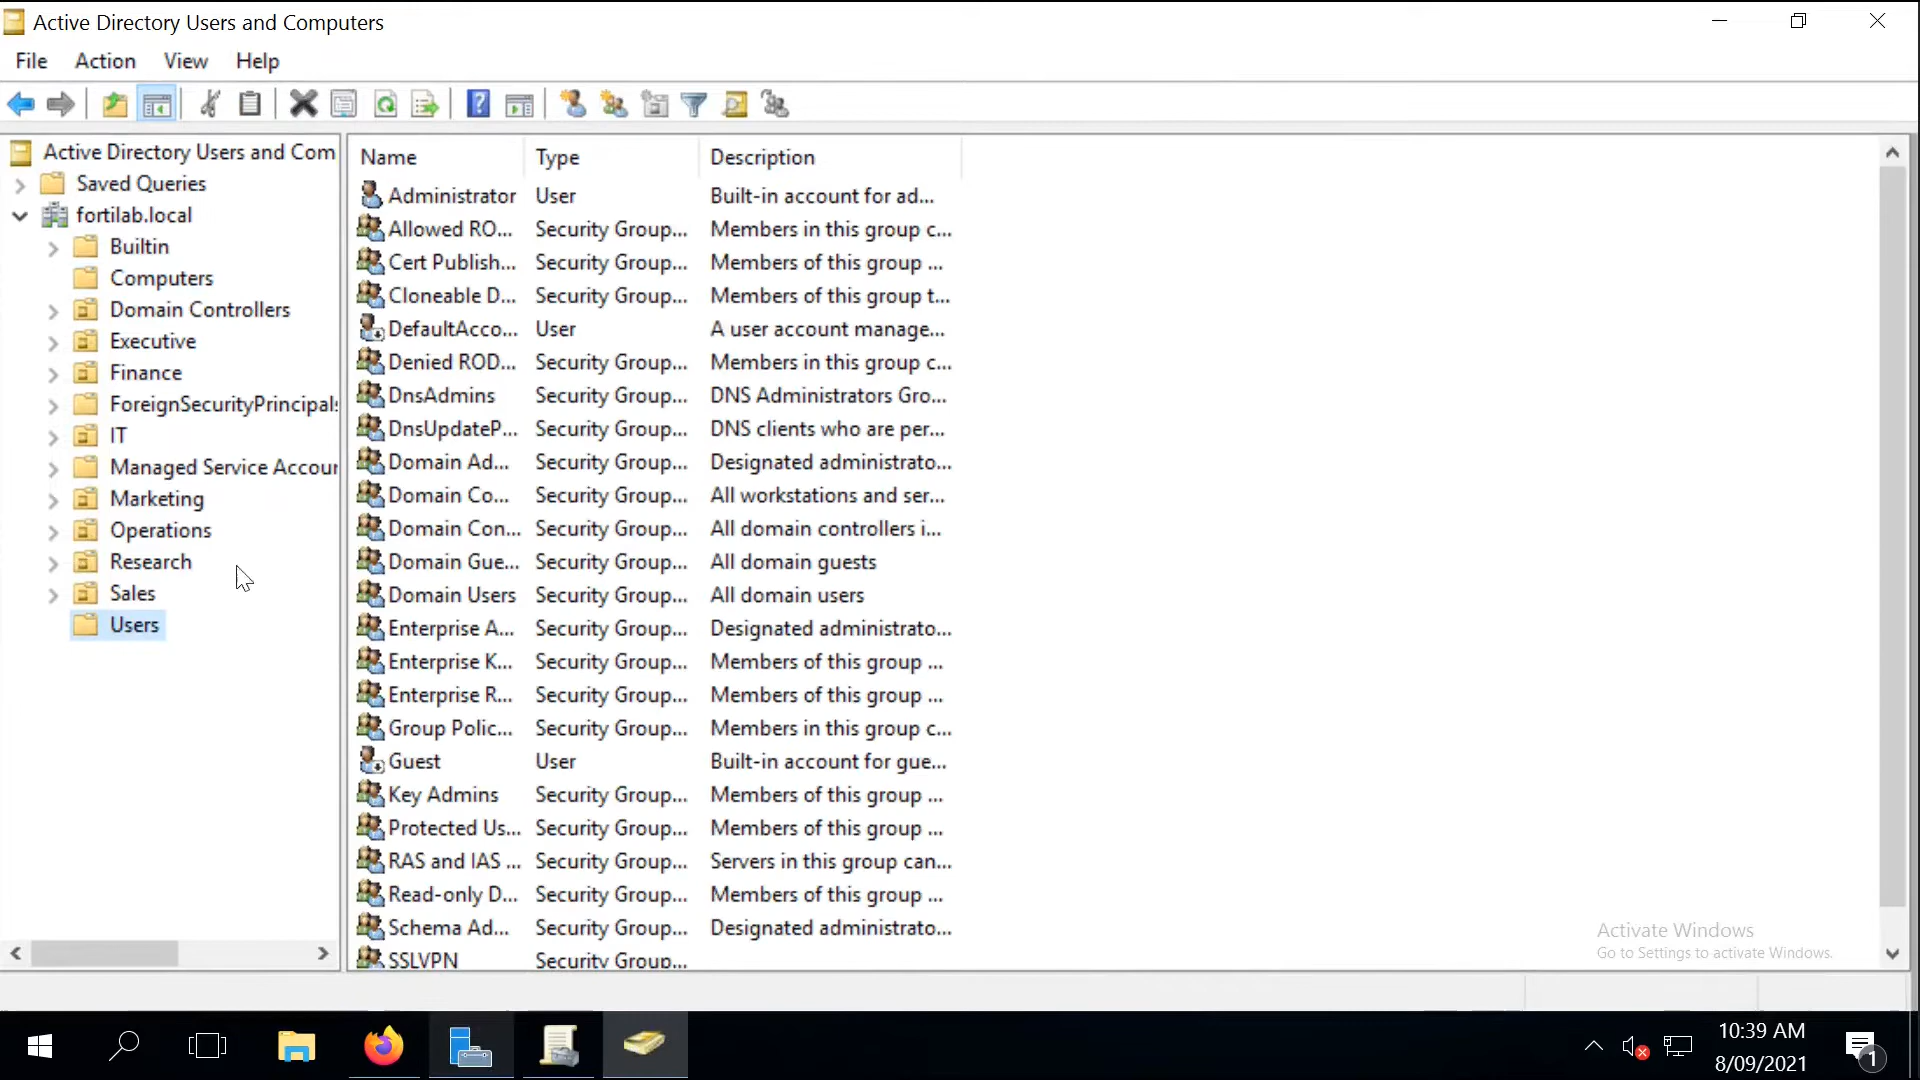 Active Directory Users and Computers
File Action View Help
Active Directory Users and Com
Saved Queries
fortilab.local
Builtin
Computers
Domain Controllers
Executive
Finance
ForeignSecurityPrincipals
IT
Managed Service Accour
Marketing
Operations
Research
Sales
Users
Name Type Description
Administrator User Built-in account for ad...
Allowed RO... Security Group... Members in this group c...
Cert Publish... Security Group... Members of this group ...
Cloneable D... Security Group... Members of this group t...
DefaultAcco... User A user account manage...
Denied ROD... Security Group... Members in this group c...
DnsAdmins Security Group... DNS Administrators Gro...
DnsUpdateP... Security Group... DNS clients who are per...
Domain Ad... Security Group... Designated administrato...
Domain Co... Security Group... All workstations and ser...
Domain Con... Security Group... All domain controllers i...
Domain Gue... Security Group... All domain guests
Domain Users Security Group... All domain users
Enterprise A... Security Group... Designated administrato...
Enterprise K... Security Group... Members of this group ...
Enterprise R... Security Group... Members of this group ...
Group Polic... Security Group... Members in this group c...
Guest User Built-in account for gue...
Key Admins Security Group... Members of this group ...
Protected Us... Security Group... Members of this group ...
RAS and IAS ... Security Group... Servers in this group can...
Read-only D... Security Group... Members of this group ...
Schema Ad... Security Group... Designated administrato...
SSLVPN Security Group...
Activate Windows
Go to Settings to activate Windows.
10:39 AM
8/09/2021
1